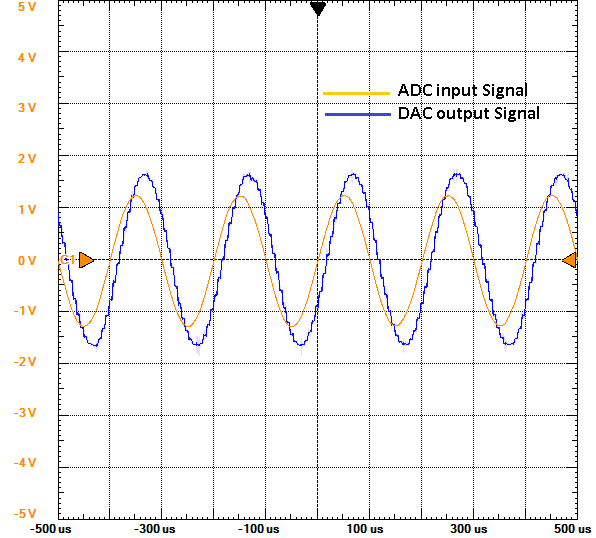 5 V
4 V
ADC input Signal
3 V
DAC output Signal
2 V
1 V
0 V
C1
-1 V
-2 V
-3 V
-4 V
-5 V
-500 us -300 us -100 us 100 us 300 us 500 us